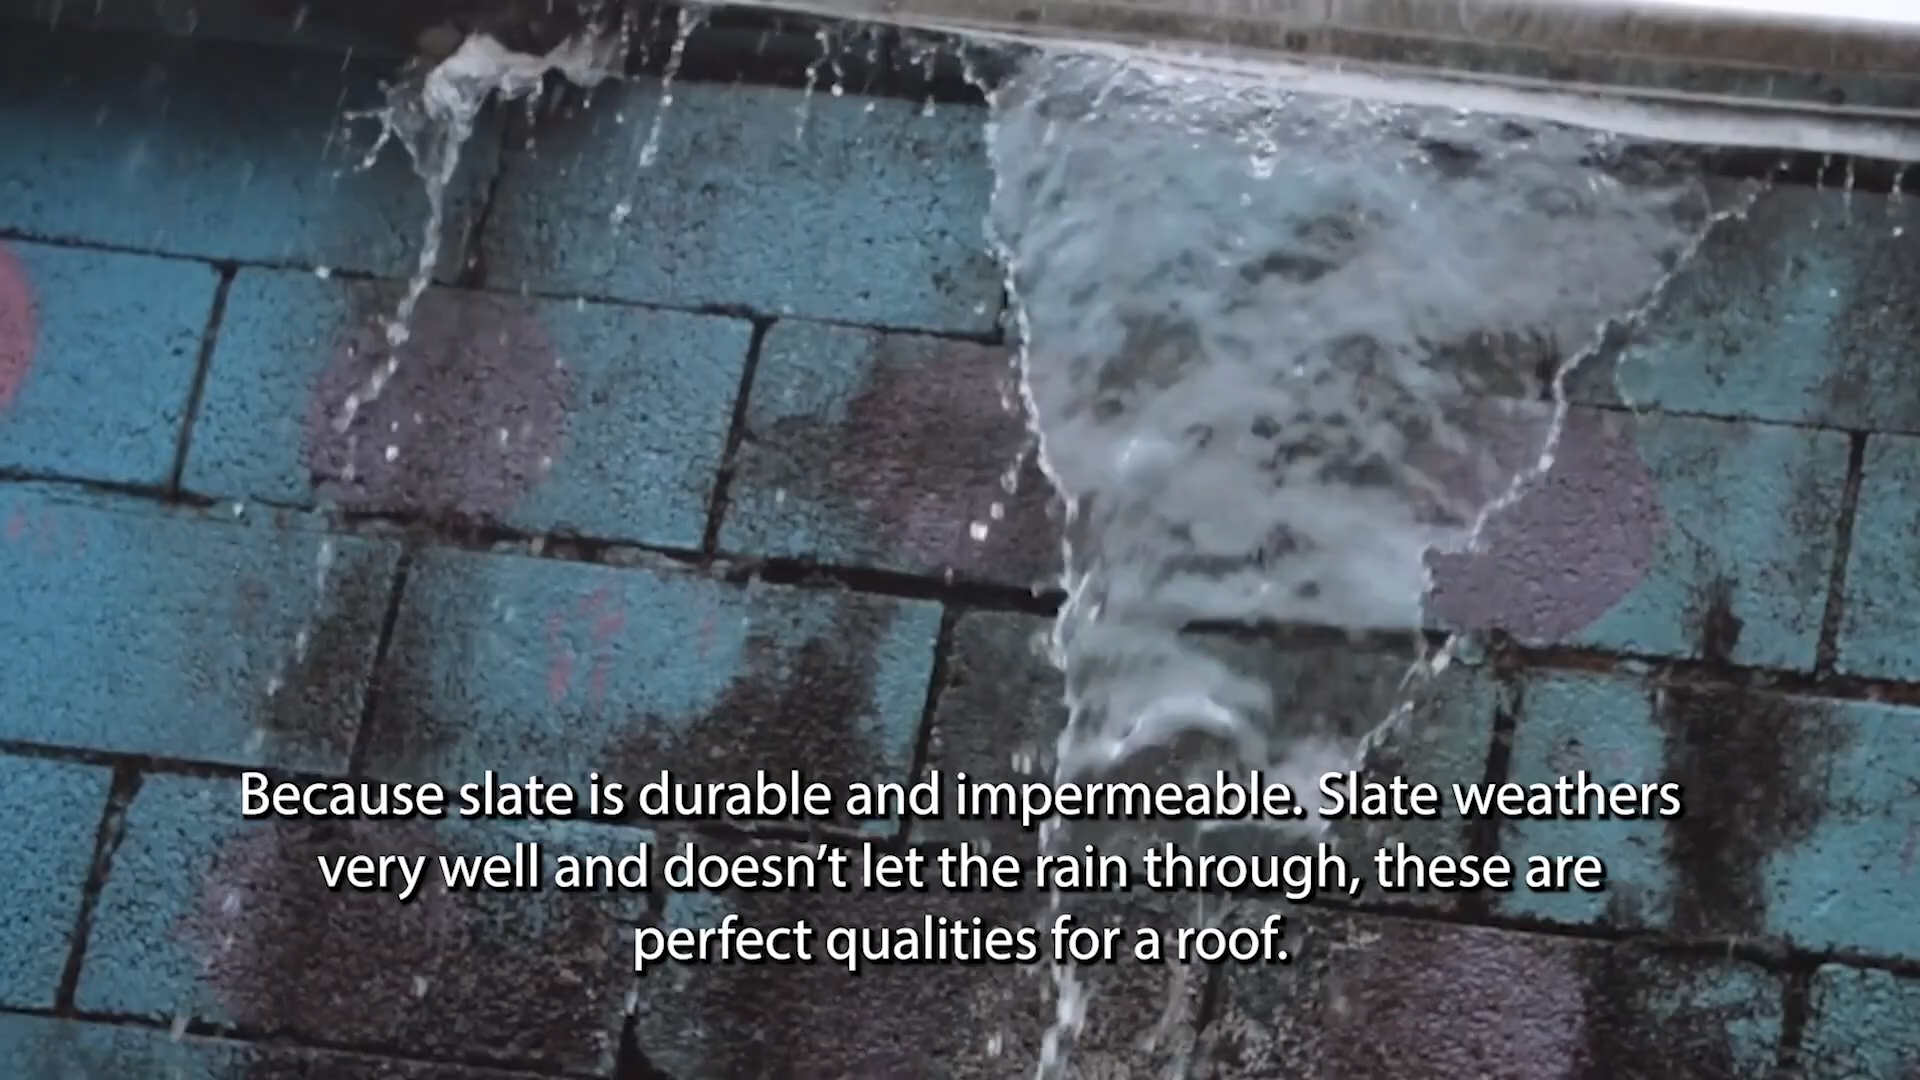 Because slate is durable and impermeable. Slate weathers
very well and doesn’t let the rain through, these are
perfect qualities for a roof.